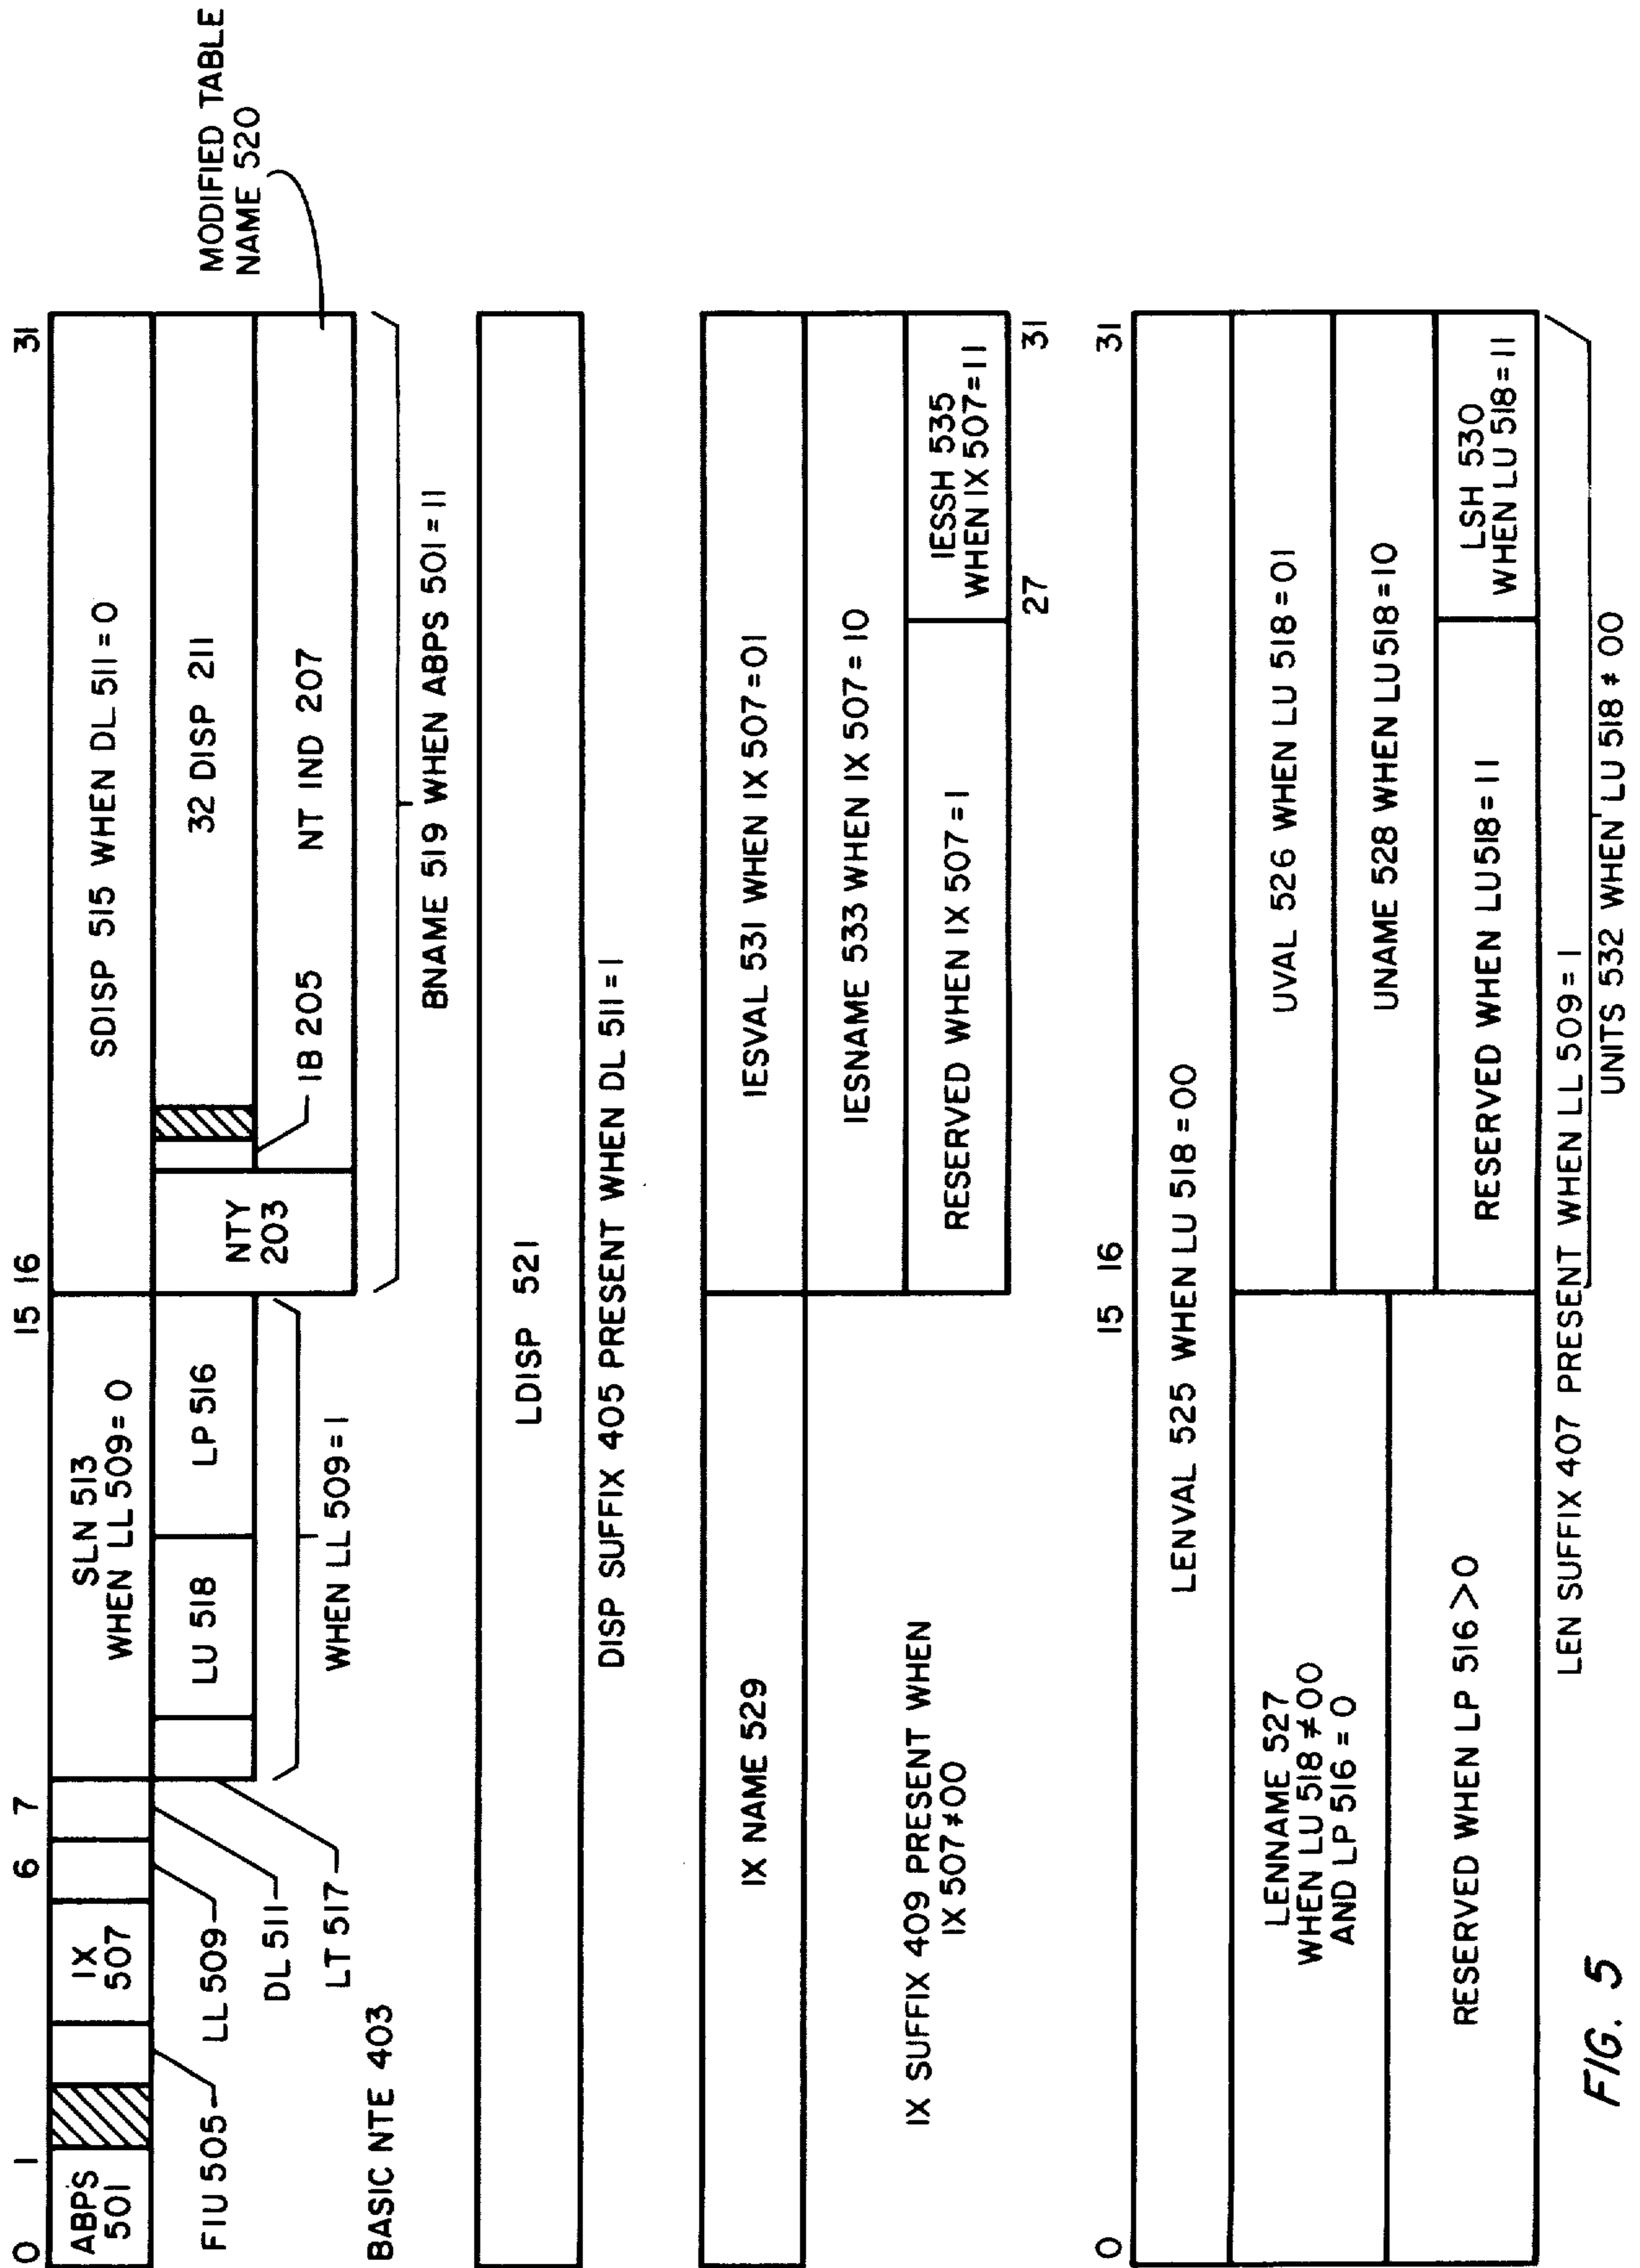 0 1 6 7 15 16 31
ABPS
501
IX
507
SLN 513
WHEN LL 509 = 0
SDISP 515 WHEN DL 511 = 0
LU 518
LP 516
NTY
203
32 DISP 211
IB 205
NT IND 207
MODIFIED TABLE
NAME 520
FIU 505
LL 509
DL 511
LT 517
WHEN LL 509 = 1
BNAME 519 WHEN ABPS 501 = 11
BASIC NTE 403
LDISP 521
DISP SUFFIX 405 PRESENT WHEN DL 511 = 1
IX NAME 529
IESVAL 531 WHEN IX 507 = 01
IESNAME 533 WHEN IX 507 = 10
RESERVED WHEN IX 507 = 1
IESSH 535
WHEN IX 507 = 11
27 31
IX SUFFIX 409 PRESENT WHEN
IX 507 ≠ 00
0 15 16 31
LENVAL 525 WHEN LU 518 = 00
LENNAME 527
WHEN LU 518 ≠ 00
AND LP 516 = 0
UVAL 526 WHEN LU 518 = 01
UNAME 528 WHEN LU 518 = 10
RESERVED WHEN LP 516 > 0
RESERVED WHEN LU 518 = 11
LSH 530
WHEN LU 518 = 11
LEN SUFFIX 407 PRESENT WHEN LL 509 = 1
UNITS 532 WHEN LU 518 ≠ 00
FIG. 5